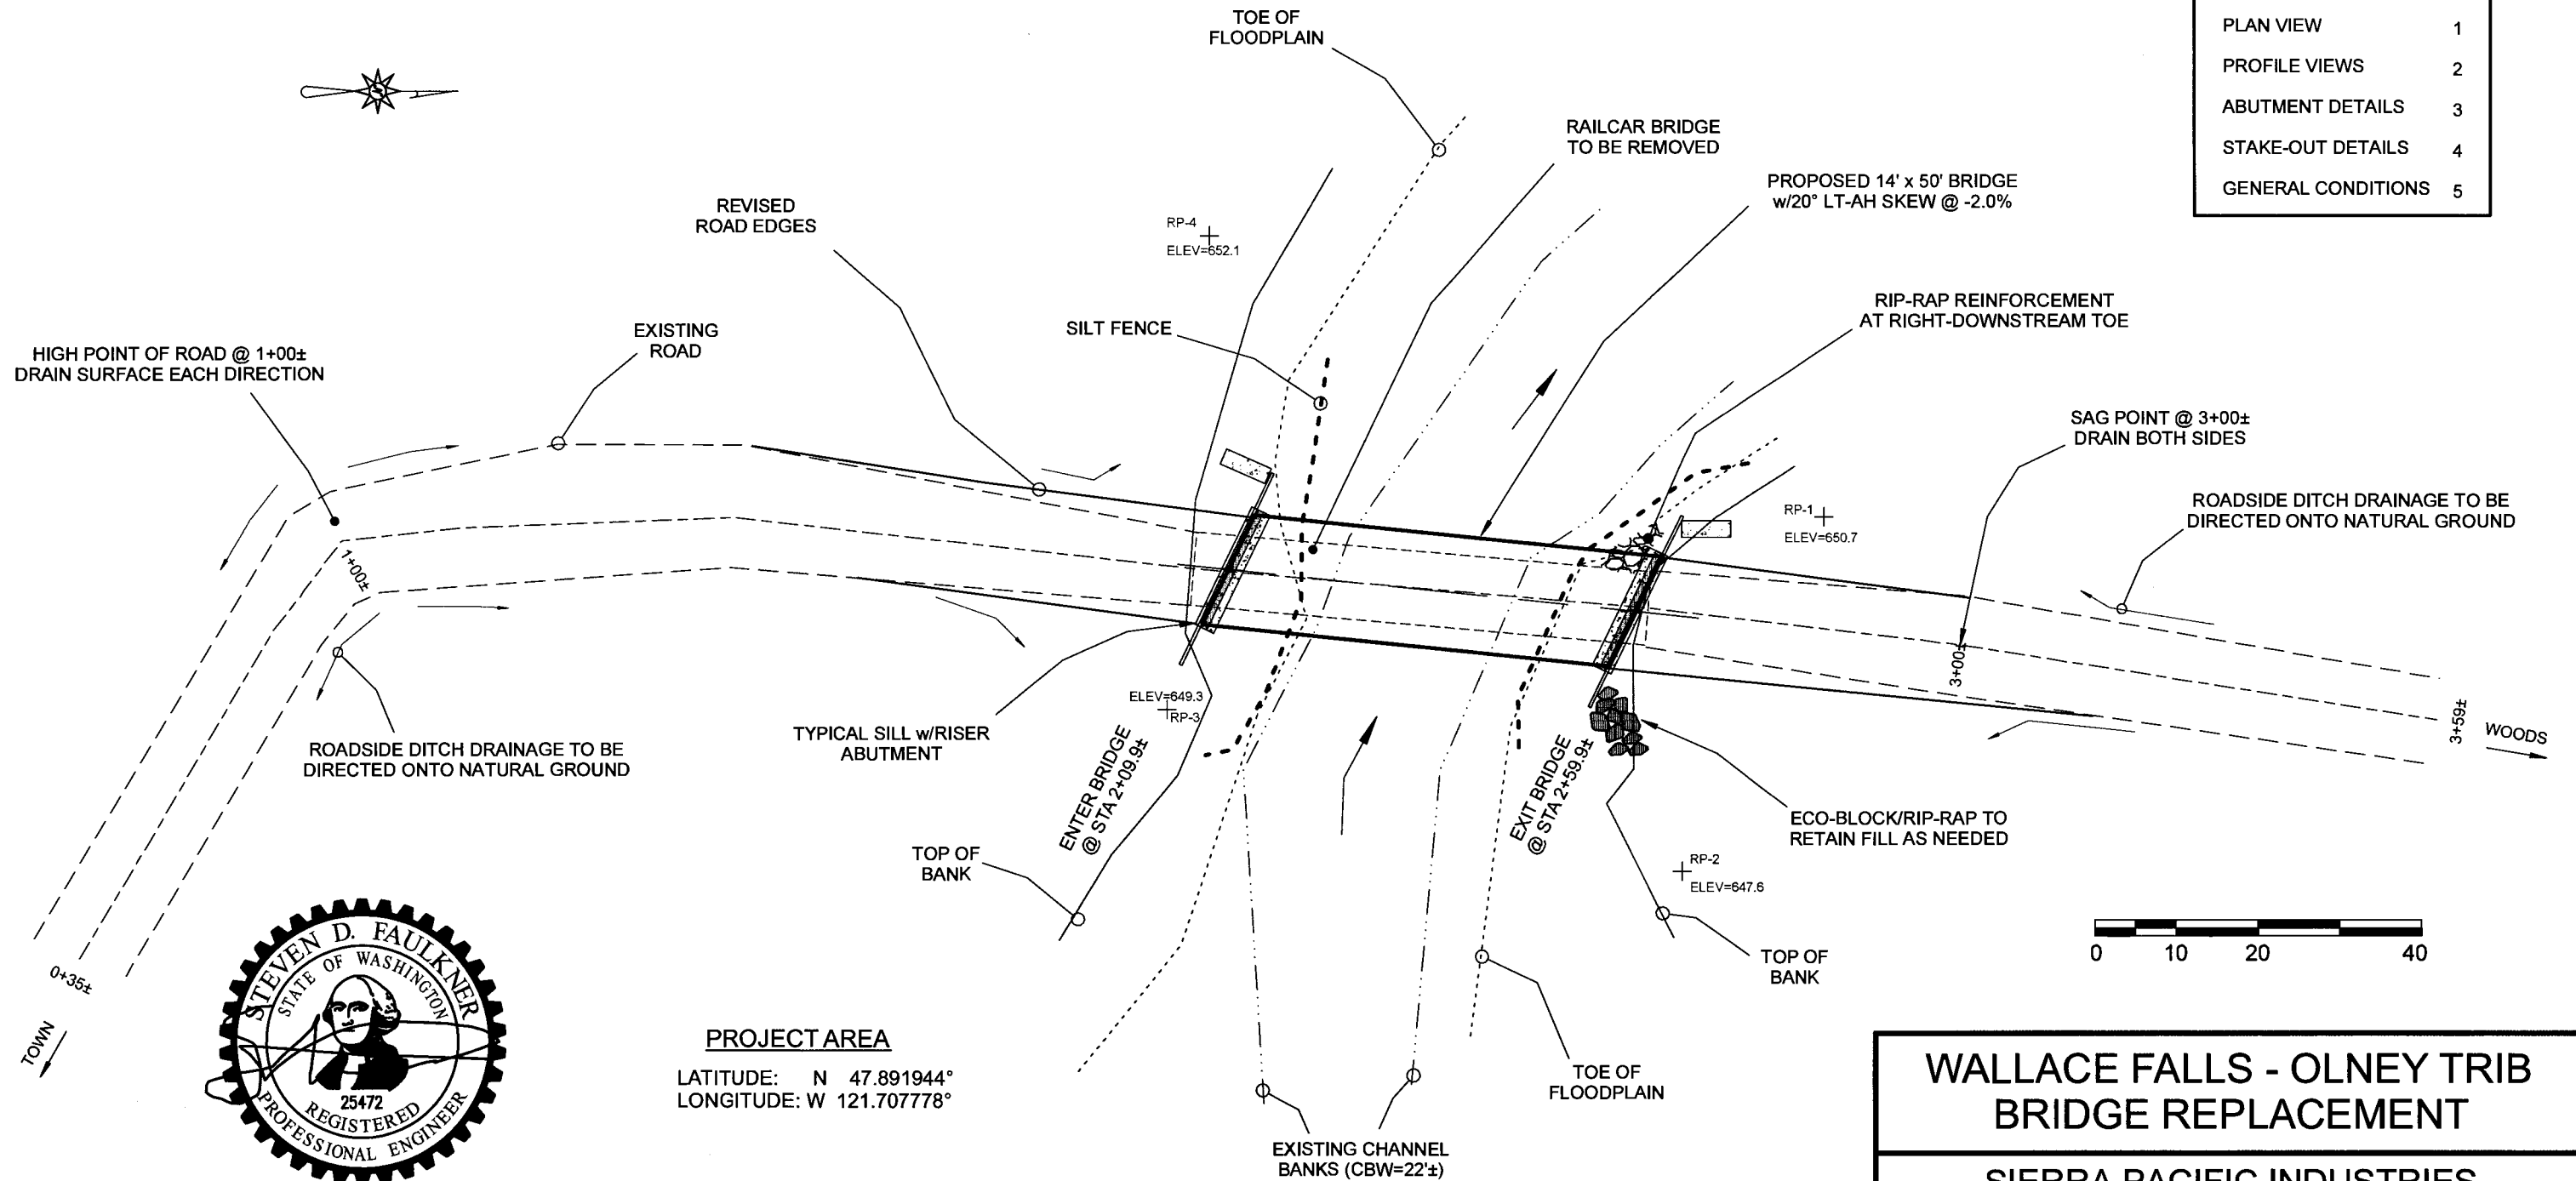 PLAN VIEW 1
PROFILE VIEWS 2
ABUTMENT DETAILS 3
STAKE-OUT DETAILS 4
GENERAL CONDITIONS 5
TOE OF
FLOODPLAIN
RAILCAR BRIDGE
TO BE REMOVED
PROPOSED 14' x 50' BRIDGE
w/20° LT-AH SKEW @ -2.0%
REVISED
ROAD EDGES
RP-4
ELEV=652.1
RIP-RAP REINFORCEMENT
AT RIGHT-DOWNSTREAM TOE
SILT FENCE
EXISTING
ROAD
HIGH POINT OF ROAD @ 1+00±
DRAIN SURFACE EACH DIRECTION
SAG POINT @ 3+00±
DRAIN BOTH SIDES
ROADSIDE DITCH DRAINAGE TO BE
DIRECTED ONTO NATURAL GROUND
RP-1
ELEV=650.7
1+00±
3+00±
3+59±
WOODS
ELEV=649.3
RP-3
TYPICAL SILL w/RISER
ABUTMENT
ROADSIDE DITCH DRAINAGE TO BE
DIRECTED ONTO NATURAL GROUND
ENTER BRIDGE
@ STA 2+09.9±
EXIT BRIDGE
@ STA 2+59.9±
ECO-BLOCK/RIP-RAP TO
RETAIN FILL AS NEEDED
TOP OF
BANK
RP-2
ELEV=647.6
TOP OF
BANK
0 10 20 40
0+35±
TOWN
STEVEN D. FAULKNER
STATE OF WASHINGTON
25472
REGISTERED
PROFESSIONAL ENGINEER
PROJECT AREA
LATITUDE: N 47.891944°
LONGITUDE: W 121.707778°
TOE OF
FLOODPLAIN
EXISTING CHANNEL
BANKS (CBW=22'±)
WALLACE FALLS - OLNEY TRIB
BRIDGE REPLACEMENT
SIERRA PACIFIC INDUSTRIES